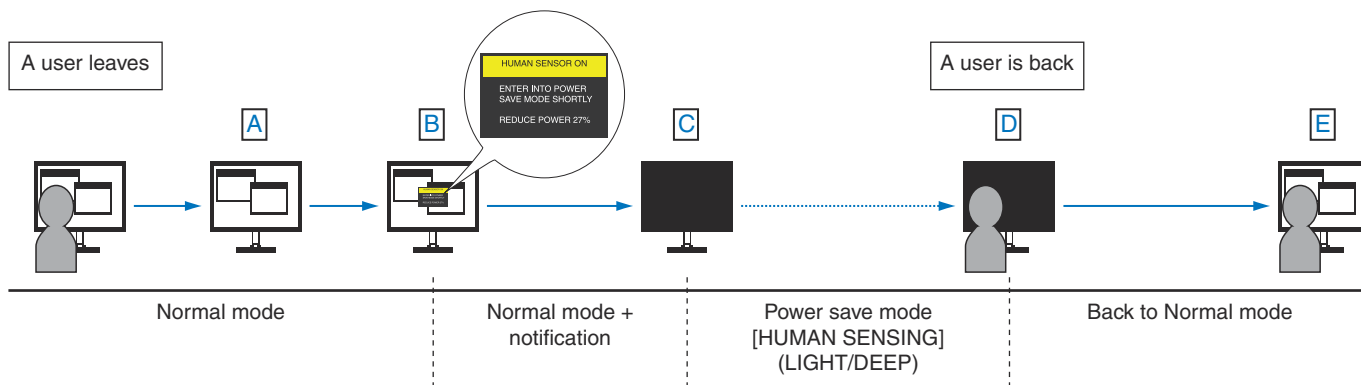 A user leaves
A user is back
HUMAN SENSOR ON
ENTER INTO POWER
SAVE MODE SHORTLY
REDUCE POWER 27%
A
B
C
D
E
Normal mode
Normal mode +
notification
Power save mode
[HUMAN SENSING]
(LIGHT/DEEP)
Back to Normal mode